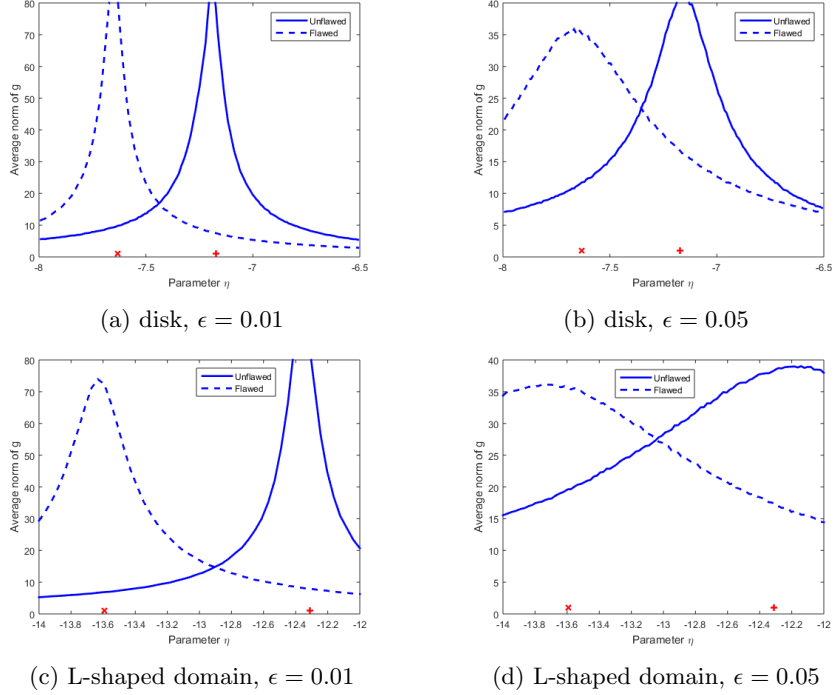 80
70
60
50
40
30
20
10
0
Average norm of g
Unflawed
Flawed
-8 -7.5 -7 -6.5
Parameter η
(a) disk, ϵ = 0.01
40
35
30
25
20
15
10
5
0
Average norm of g
Unflawed
Flawed
-8 -7.5 -7 -6.5
Parameter η
(b) disk, ϵ = 0.05
80
70
60
50
40
30
20
10
0
Average norm of g
Unflawed
Flawed
-14 -13.8 -13.6 -13.4 -13.2 -13 -12.8 -12.6 -12.4 -12.2 -12
Parameter η
(c) L-shaped domain, ϵ = 0.01
40
35
30
25
20
15
10
5
0
Average norm of g
Unflawed
Flawed
-14 -13.8 -13.6 -13.4 -13.2 -13 -12.8 -12.6 -12.4 -12.2 -12
Parameter η
(d) L-shaped domain, ϵ = 0.05